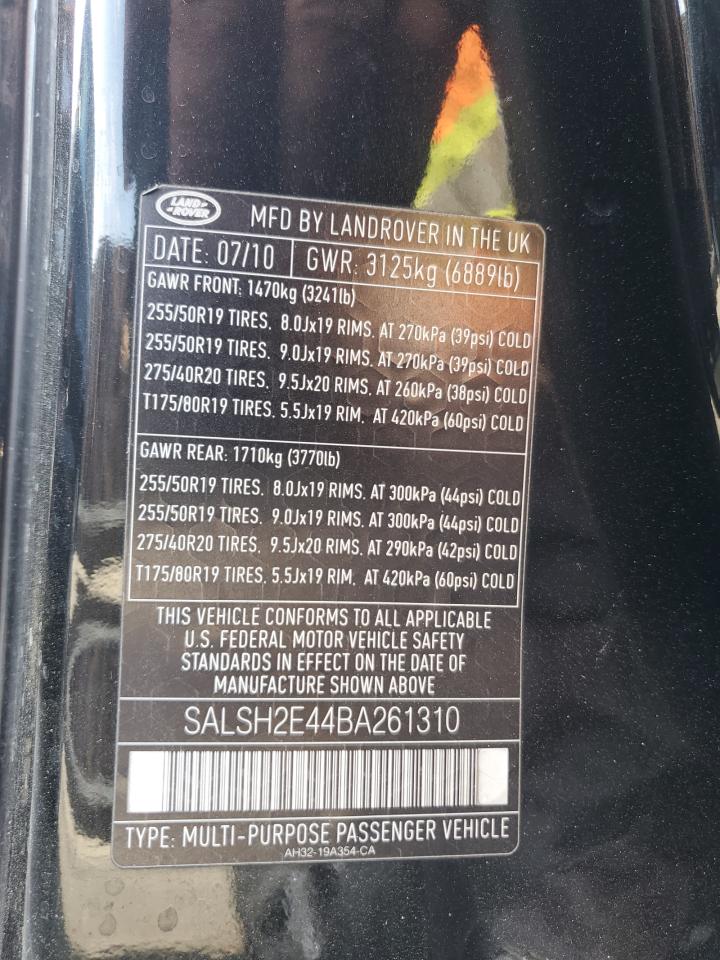 LAND ROVER
MFD BY LANDROVER IN THE UK
DATE: 07/10 GWR: 3125kg (6889lb)
GAWR FRONT: 1470kg (3241lb)
255/50R19 TIRES. 8.0Jx19 RIMS. AT 270kPa (39psi) COLD
255/50R19 TIRES. 9.0Jx19 RIMS. AT 270kPa (39psi) COLD
275/40R20 TIRES. 9.5Jx20 RIMS. AT 260kPa (38psi) COLD
T175/80R19 TIRES. 5.5Jx19 RIM. AT 420kPa (60psi) COLD
GAWR REAR: 1710kg (3770lb)
255/50R19 TIRES. 8.0Jx19 RIMS. AT 300kPa (44psi) COLD
255/50R19 TIRES. 9.0Jx19 RIMS. AT 300kPa (44psi) COLD
275/40R20 TIRES. 9.5Jx20 RIMS. AT 290kPa (42psi) COLD
T175/80R19 TIRES. 5.5Jx19 RIM. AT 420kPa (60psi) COLD
THIS VEHICLE CONFORMS TO ALL APPLICABLE
U.S. FEDERAL MOTOR VEHICLE SAFETY
STANDARDS IN EFFECT ON THE DATE OF
MANUFACTURE SHOWN ABOVE
SALSH2E44BA261310
TYPE: MULTI-PURPOSE PASSENGER VEHICLE
AH32-19A354-CA